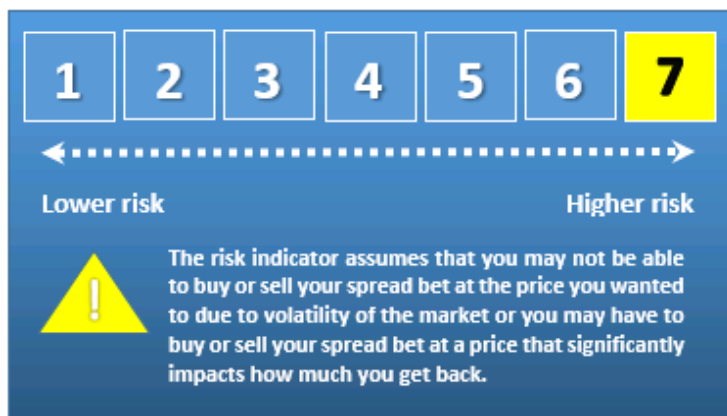 1 2 3 4 5 6 7
Lower risk Higher risk
!
The risk indicator assumes that you may not be able
to buy or sell your spread bet at the price you wanted
to due to volatility of the market or you may have to
buy or sell your spread bet at a price that significantly
impacts how much you get back.